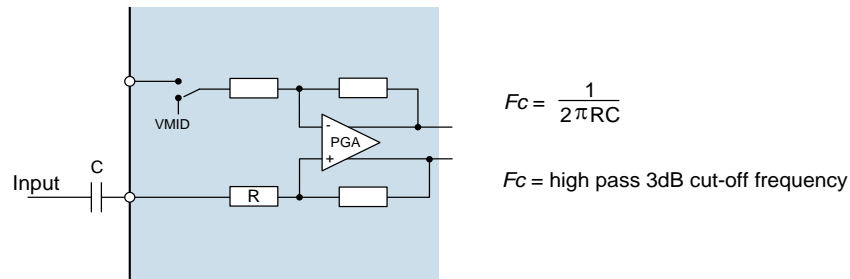 VMID
-
PGA
+
C
Input
R
Fc = 1 / 2πRC
Fc = high pass 3dB cut-off frequency